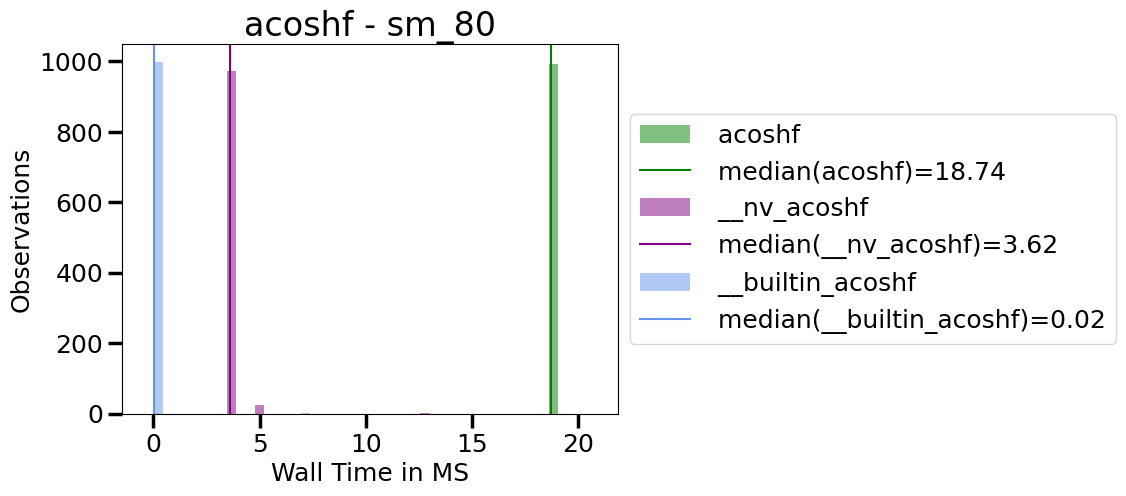 acoshf - sm_80
1000
800
600
400
200
0
Observations
0 5 10 15 20
Wall Time in MS
acoshf
median(acoshf)=18.74
__nv_acoshf
median(__nv_acoshf)=3.62
__builtin_acoshf
median(__builtin_acoshf)=0.02